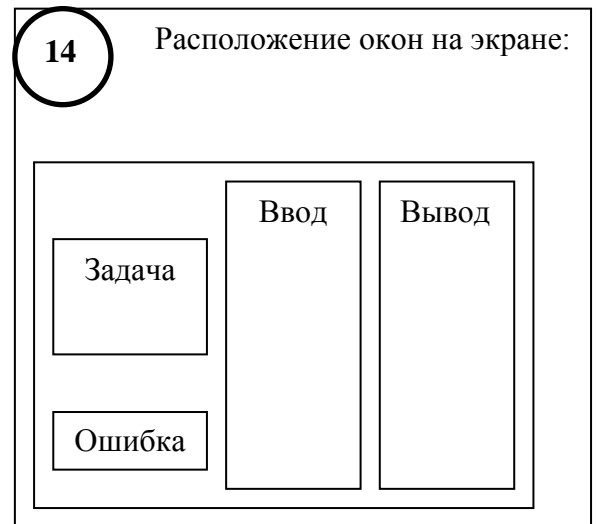 14
Расположение окон на экране:
Ввод
Вывод
Задача
Ошибка